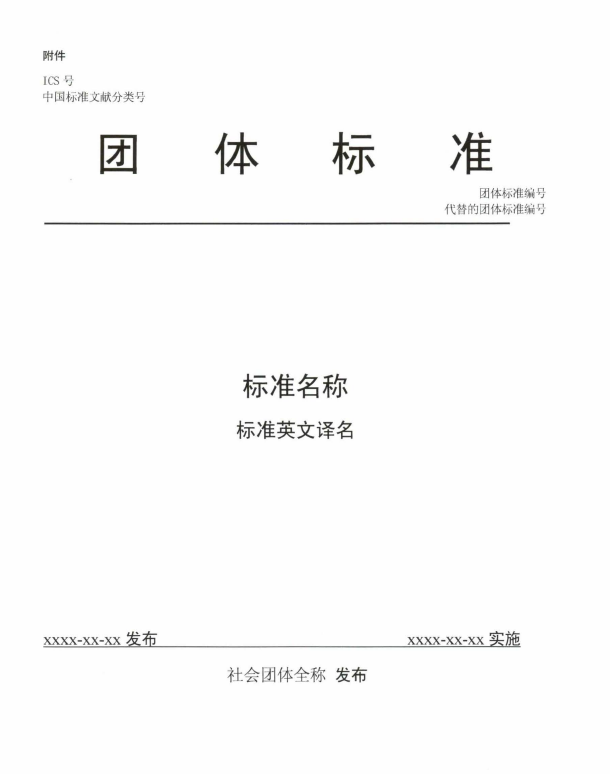 附件
ICS 号
中国标准文献分类号
团 体 标 准
团体标准编号
代替的团体标准编号
标准名称
标准英文译名
xxxx-xx-xx 发布
xxxx-xx-xx 实施
社会团体全称 发布